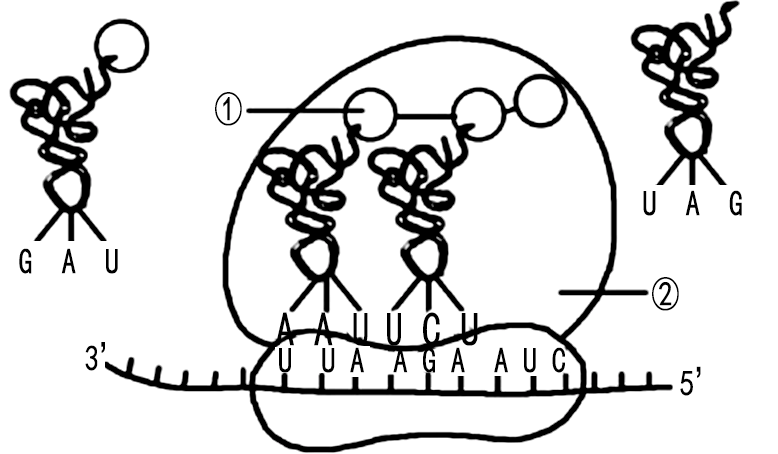 ①
U A G
G A U
②
A A U U C U
3’ U U A A G A A U C 5’